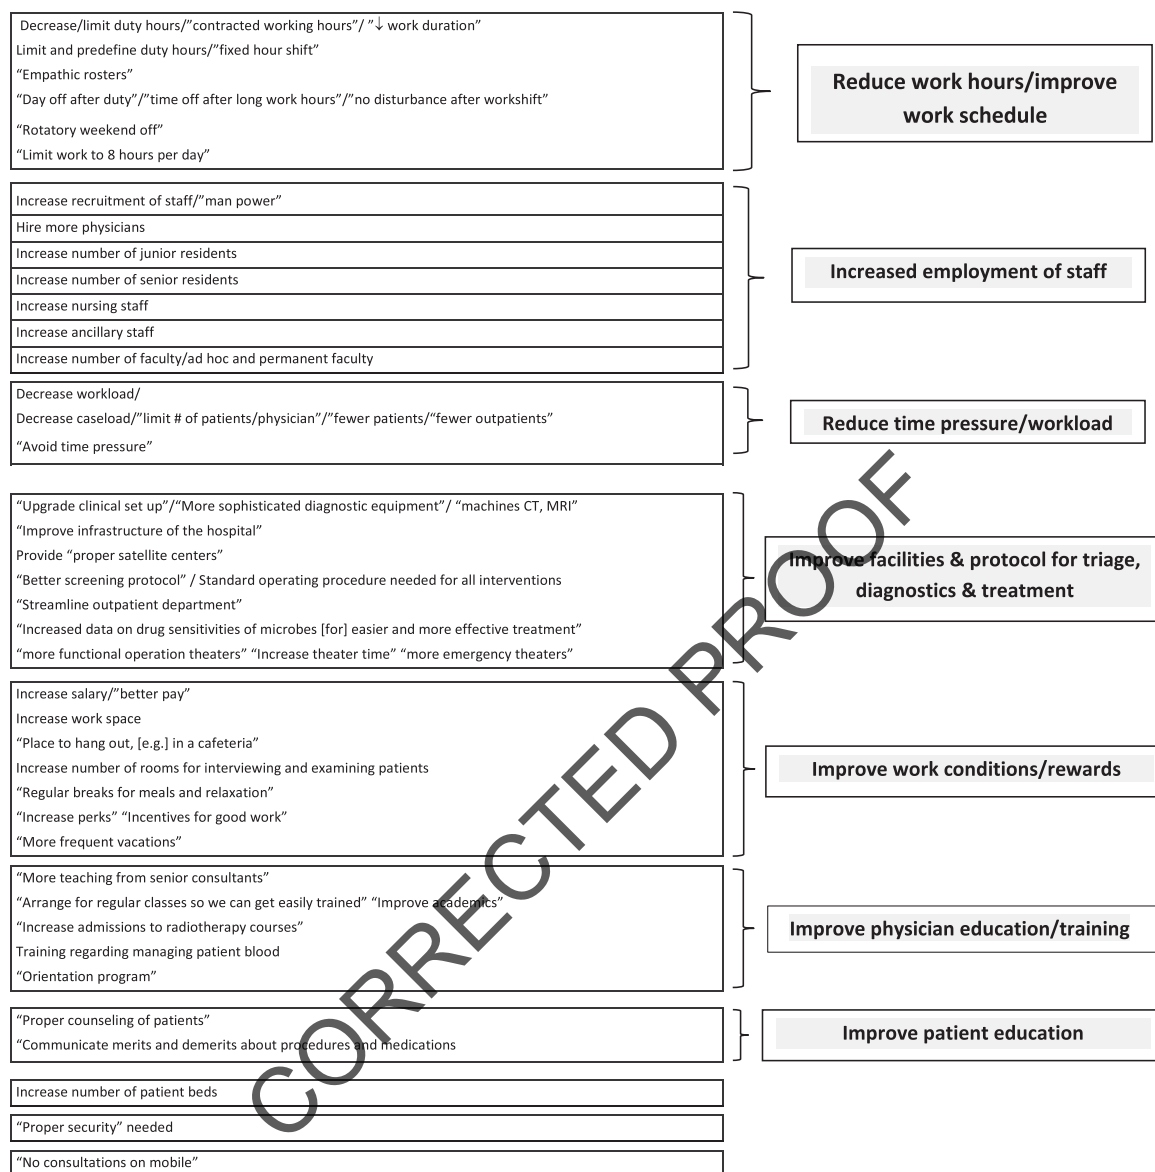 Decrease/limit duty hours/”contracted working hours”/ ”↓ work duration”
Limit and predefine duty hours/”fixed hour shift”
“Empathic rosters”
“Day off after duty”/”time off after long work hours”/”no disturbance after workshift”
“Rotatory weekend off”
“Limit work to 8 hours per day”
Reduce work hours/improve
work schedule
Increase recruitment of staff/”man power”
Hire more physicians
Increase number of junior residents
Increase number of senior residents
Increase nursing staff
Increase ancillary staff
Increase number of faculty/ad hoc and permanent faculty
Increased employment of staff
Decrease workload/
Decrease caseload/”limit # of patients/physician”/”fewer patients/“fewer outpatients”
“Avoid time pressure”
Reduce time pressure/workload
“Upgrade clinical set up”/“More sophisticated diagnostic equipment”/ “machines CT, MRI”
“Improve infrastructure of the hospital”
Provide “proper satellite centers”
“Better screening protocol” / Standard operating procedure needed for all interventions
“Streamline outpatient department”
“Increased data on drug sensitivities of microbes [for] easier and more effective treatment”
“more functional operation theaters” “Increase theater time” “more emergency theaters”
Improve facilities & protocol for triage,
diagnostics & treatment
Increase salary/”better pay”
Increase work space
“Place to hang out, [e.g.] in a cafeteria”
Increase number of rooms for interviewing and examining patients
“Regular breaks for meals and relaxation”
“Increase perks” “Incentives for good work”
“More frequent vacations”
Improve work conditions/rewards
“More teaching from senior consultants”
“Arrange for regular classes so we can get easily trained” “Improve academics”
“Increase admissions to radiotherapy courses”
Training regarding managing patient blood
“Orientation program”
Improve physician education/training
“Proper counseling of patients”
“Communicate merits and demerits about procedures and medications
Improve patient education
Increase number of patient beds
“Proper security” needed
“No consultations on mobile”
CORRECTED PROOF